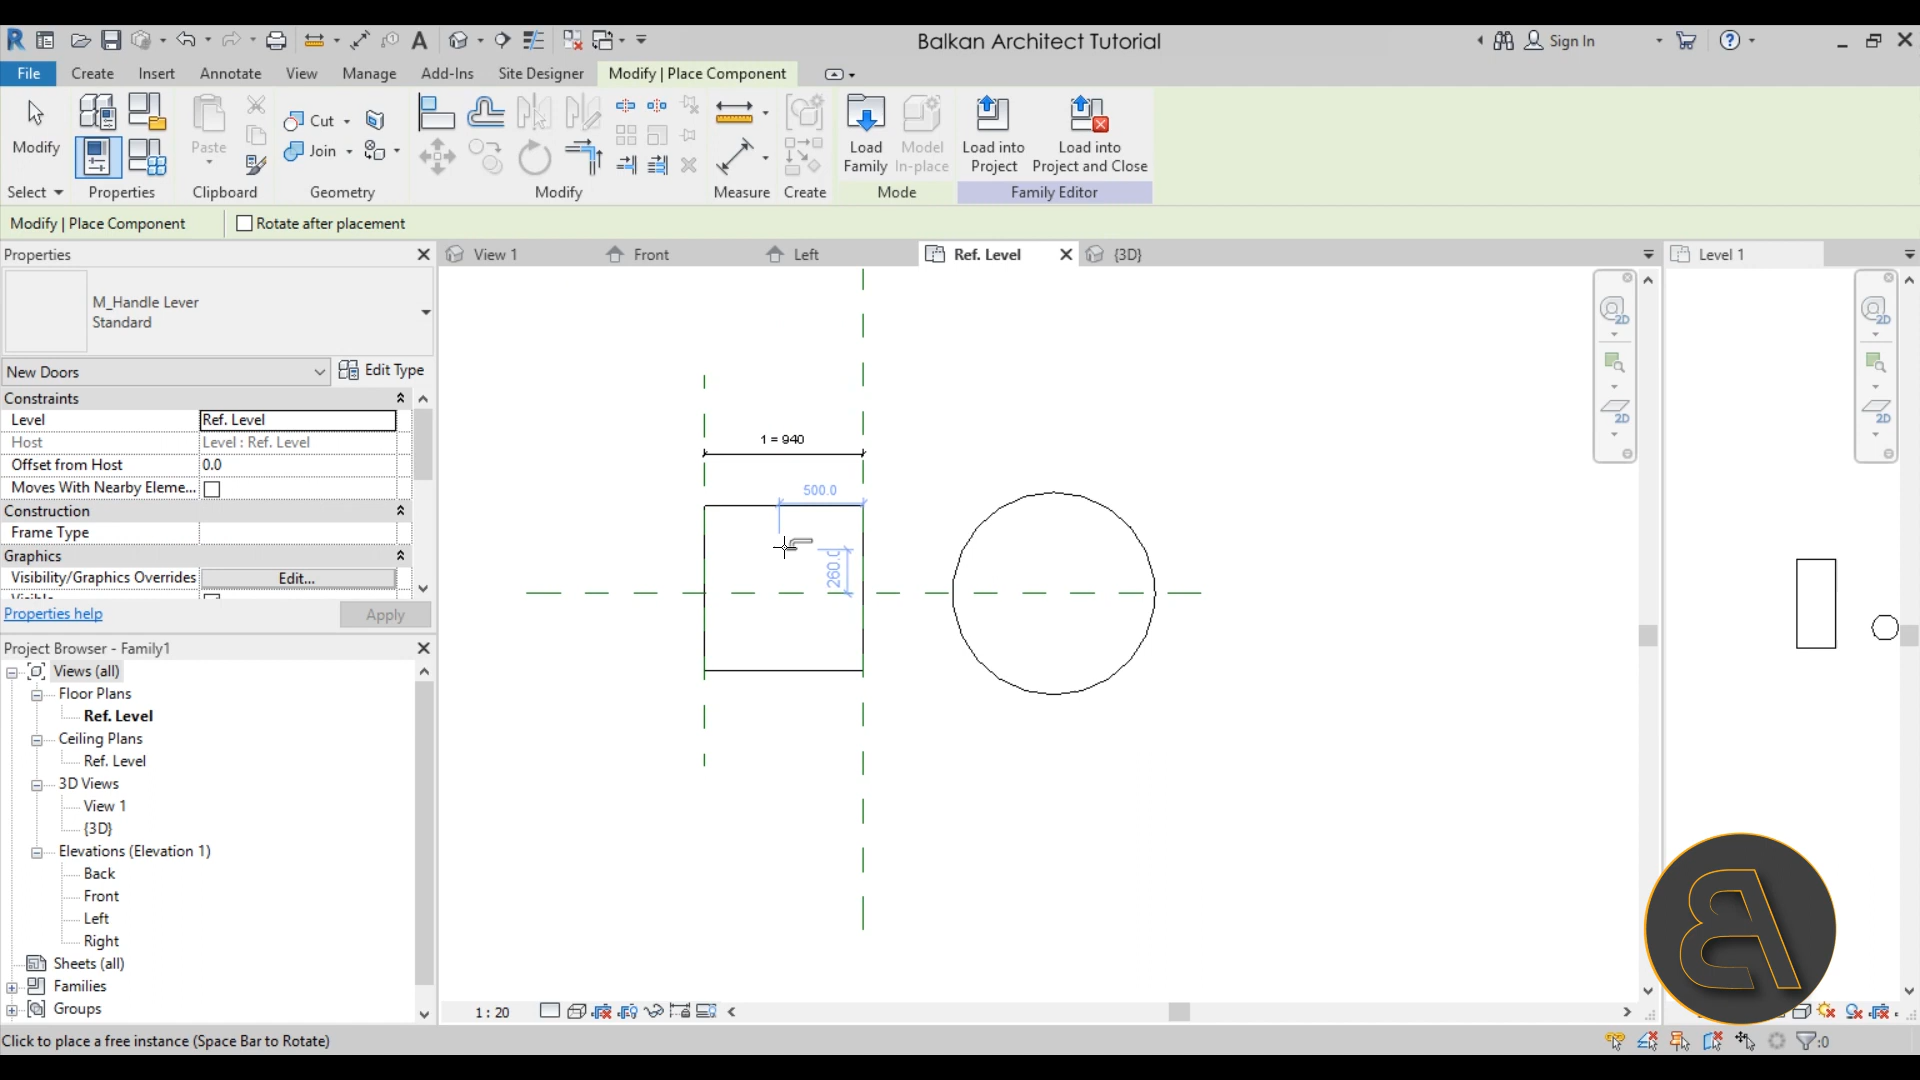 Balkan Architect Tutorial
Sign In
File
Create
Insert
Annotate
View
Manage
Add-Ins
Site Designer
Modify | Place Component
Modify
Paste
Cut
Join
Load Family
Model In-place
Load into Project
Load into Project and Close
Select
Properties
Clipboard
Geometry
Modify
Measure
Create
Mode
Family Editor
Modify | Place Component
Rotate after placement
Properties
View 1
Front
Left
Ref. Level
{3D}
Level 1
M_Handle Lever
Standard
New Doors
Edit Type
Constraints
Level
Ref. Level
Host
Level : Ref. Level
Offset from Host
0.0
Moves With Nearby Eleme...
Construction
Frame Type
Graphics
Visibility/Graphics Overrides
Edit...
Properties help
Apply
1 = 940
500.0
260.0
2D
2D
2D
2D
Project Browser - Family1
Views (all)
Floor Plans
Ref. Level
Ceiling Plans
Ref. Level
3D Views
View 1
{3D}
Elevations (Elevation 1)
Back
Front
Left
Right
Sheets (all)
Families
Groups
1 : 20
Click to place a free instance (Space Bar to Rotate)
:0